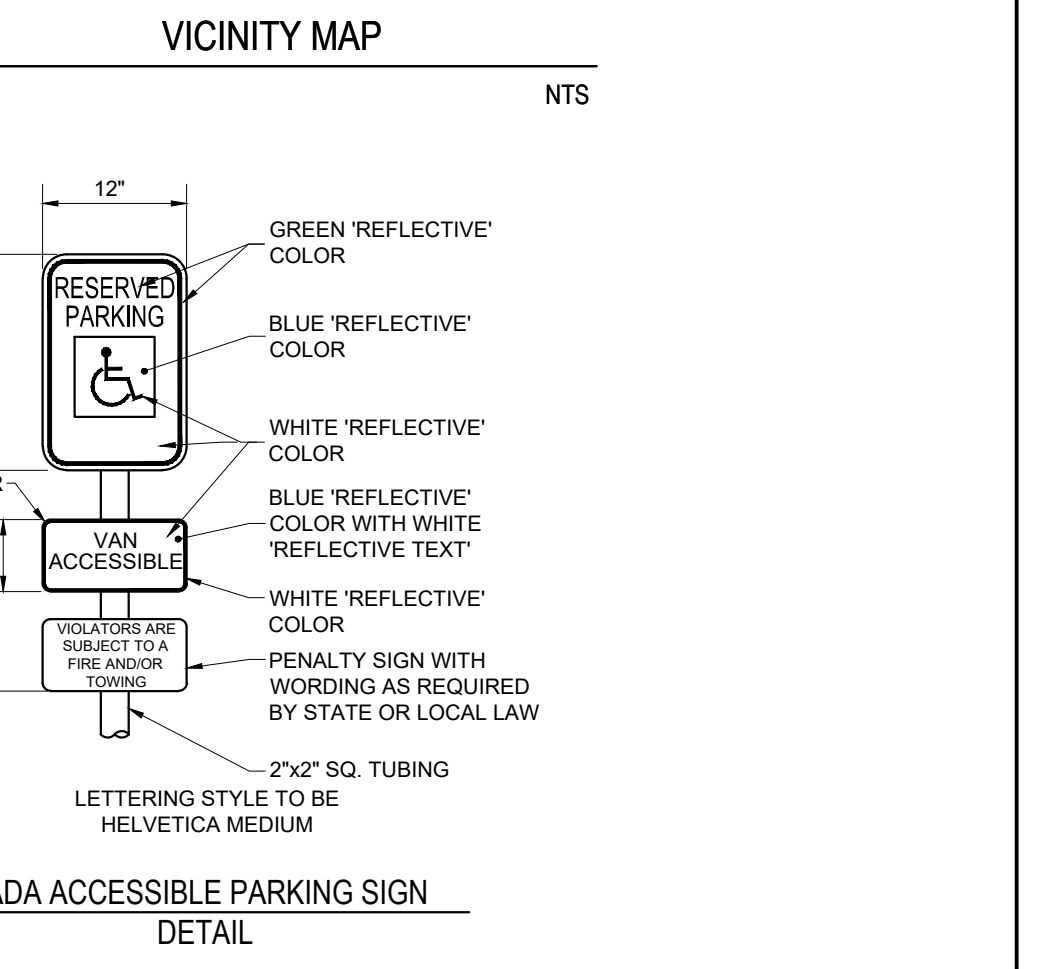 VICINITY MAP
NTS
12"
GREEN 'REFLECTIVE'
COLOR
RESERVED
PARKING
BLUE 'REFLECTIVE'
COLOR
WHITE 'REFLECTIVE'
COLOR
BLUE 'REFLECTIVE'
COLOR WITH WHITE
'REFLECTIVE TEXT'
VAN
ACCESSIBLE
WHITE 'REFLECTIVE'
COLOR
VIOLATORS ARE
SUBJECT TO A
FIRE AND/OR
TOWING
PENALTY SIGN WITH
WORDING AS REQUIRED
BY STATE OR LOCAL LAW
2"x2" SQ. TUBING
LETTERING STYLE TO BE
HELVETICA MEDIUM
ADA ACCESSIBLE PARKING SIGN
DETAIL